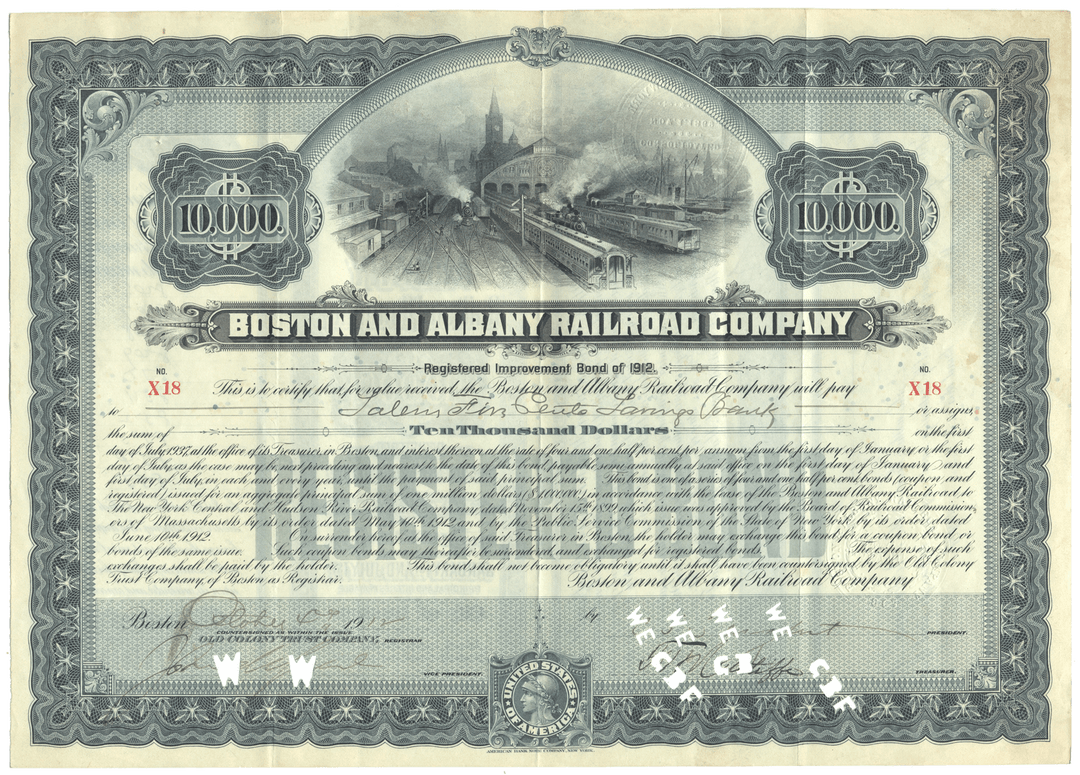 10,000.
10,000.
BOSTON AND ALBANY RAILROAD COMPANY
Registered Improvement Bond of 1912.
NO.
X18
NO.
X18
This is to certify that for value received, the Boston and Albany Railroad Company will pay
to Salem Five Cents Savings Bank or assigns,
the sum of Ten Thousand Dollars on the first
day of July, 1937, at the office of its Treasurer in Boston, and interest thereon at the rate of four and one half per cent. per annum from the first day of January or the first
day of July, as the case may be, next preceding and nearest to the date of this bond, payable semi-annually at said office on the first day of January and
first day of July, in each and every year until the payment of said principal sum. This bond is one of a series of four and one half per cent. bonds (coupon and
registered) issued for an aggregate principal sum of one million dollars ($1,000,000) in accordance with the lease of the Boston and Albany Railroad to
The New York Central and Hudson River Railroad Company dated November 15th 1899, which issue was approved by the Board of Railroad Commission-
ers of Massachusetts by its order dated May 10th 1912 and by the Public Service Commission of the State of New York by its order dated
June 10th, 1912. Upon surrender hereof at the office of said Treasurer in Boston, the holder may exchange this bond for a coupon bond or
bonds of the same issue. Such coupon bonds may thereafter be surrendered and exchanged for registered bonds. The expense of such
exchanges shall be paid by the holder. This bond shall not become obligatory until it shall have been countersigned by the Old Colony
Trust Company, of Boston as Registrar. Boston and Albany Railroad Company
REGISTERED BOND
Boston October 1912
by
PRESIDENT.
COUNTERSIGNED AS WITHIN THE ISSUE
OLD COLONY TRUST COMPANY, REGISTRAR
VICE PRESIDENT.
TREASURER.
W W
WE WE WE WE
CBF CBF CBF
UNITED STATES
OF AMERICA
AMERICAN BANK NOTE COMPANY, NEW YORK.